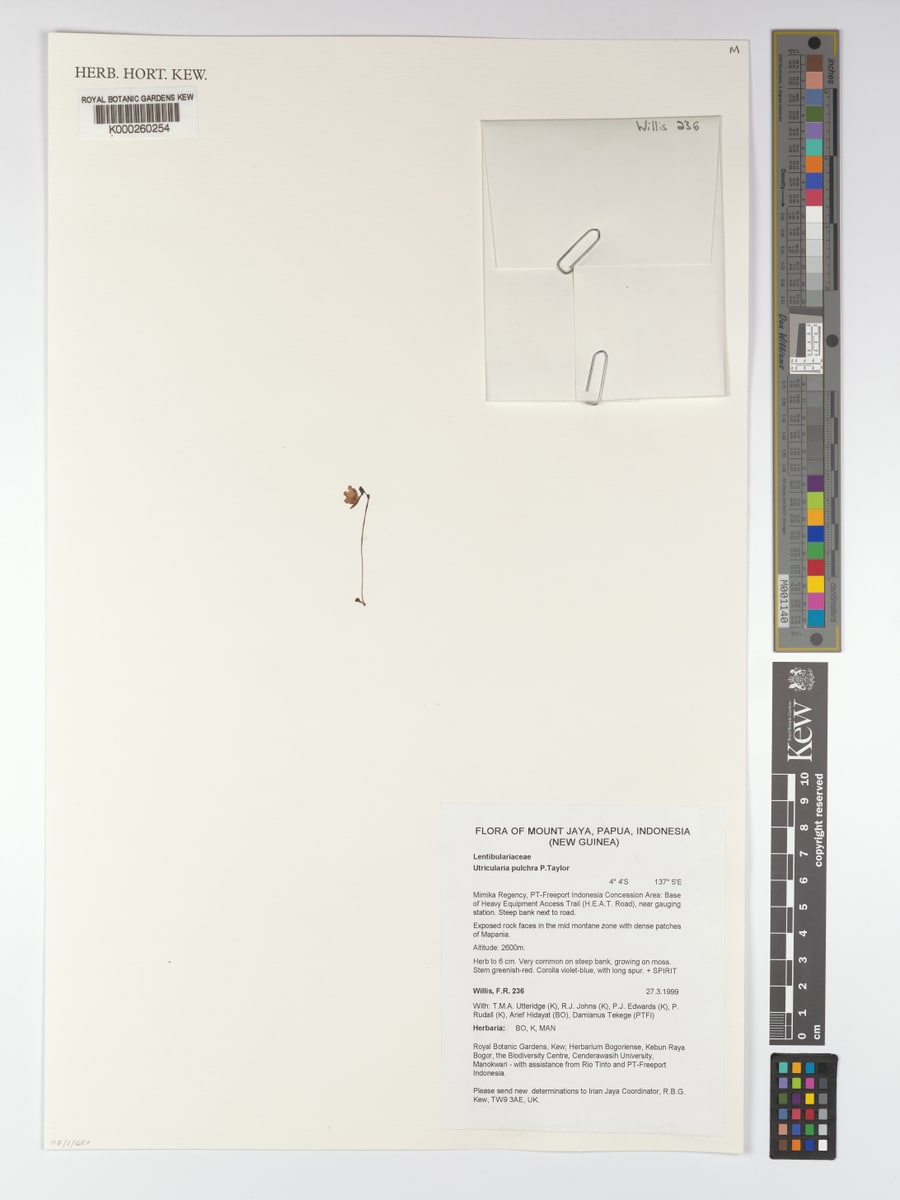 M
HERB. HORT. KEW.
ROYAL BOTANIC GARDENS KEW
K000260254
Willis 236
FLORA OF MOUNT JAYA, PAPUA, INDONESIA
(NEW GUINEA)
Lentibulariaceae
Utricularia pulchra P.Taylor
4° 4'S 137° 5'E
Mimika Regency, PT-Freeport Indonesia Concession Area: Base
of Heavy Equipment Access Trail (H.E.A.T. Road), near gauging
station. Steep bank next to road.
Exposed rock faces in the mid montane zone with dense patches
of Mapania.
Altitude: 2600m.
Herb to 6 cm. Very common on steep bank, growing on moss.
Stem greenish-red. Corolla violet-blue, with long spur. + SPIRIT
Willis, F.R. 236 27.3.1999
With: T.M.A. Utteridge (K), R.J. Johns (K), P.J. Edwards (K), P.
Rudall (K), Arief Hidayat (BO), Damianus Tekege (PTFI)
Herbaria: BO, K, MAN
Royal Botanic Gardens, Kew; Herbarium Bogoriense, Kebun Raya
Bogor, the Biodiversity Centre, Cenderawasih University,
Manokwari - with assistance from Rio Tinto and PT-Freeport
Indonesia.
Please send new determinations to Irian Jaya Coordinator, R.B.G.
Kew, TW9 3AE, UK.
inches
Density
Don Williams
centimeters
M001140
Kew
copyright reserved
0 1 2 3 4 5 6 7 8 9 10
cm